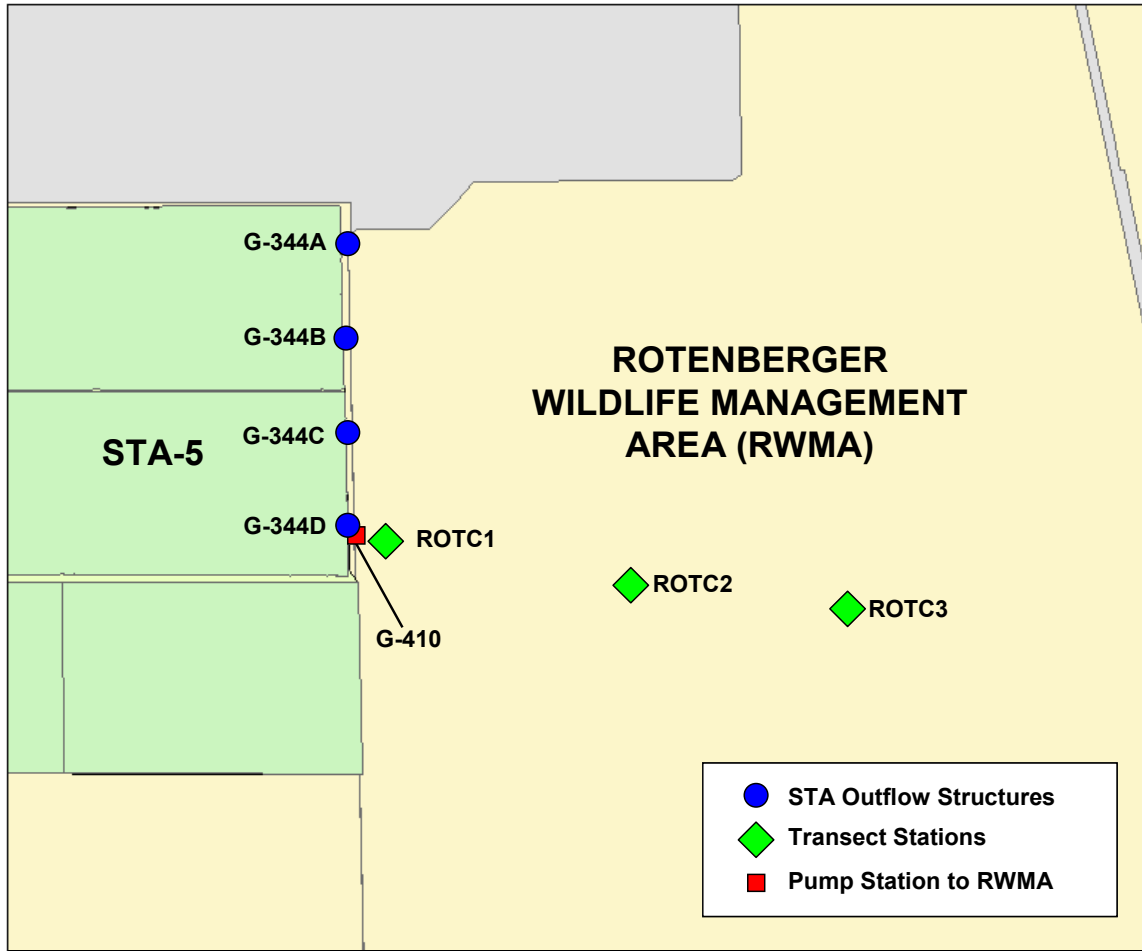 G-344A
G-344B
G-344C
G-344D
STA-5
ROTENBERGER
WILDLIFE MANAGEMENT
AREA (RWMA)
ROTC1
ROTC2
ROTC3
G-410
STA Outflow Structures
Transect Stations
Pump Station to RWMA